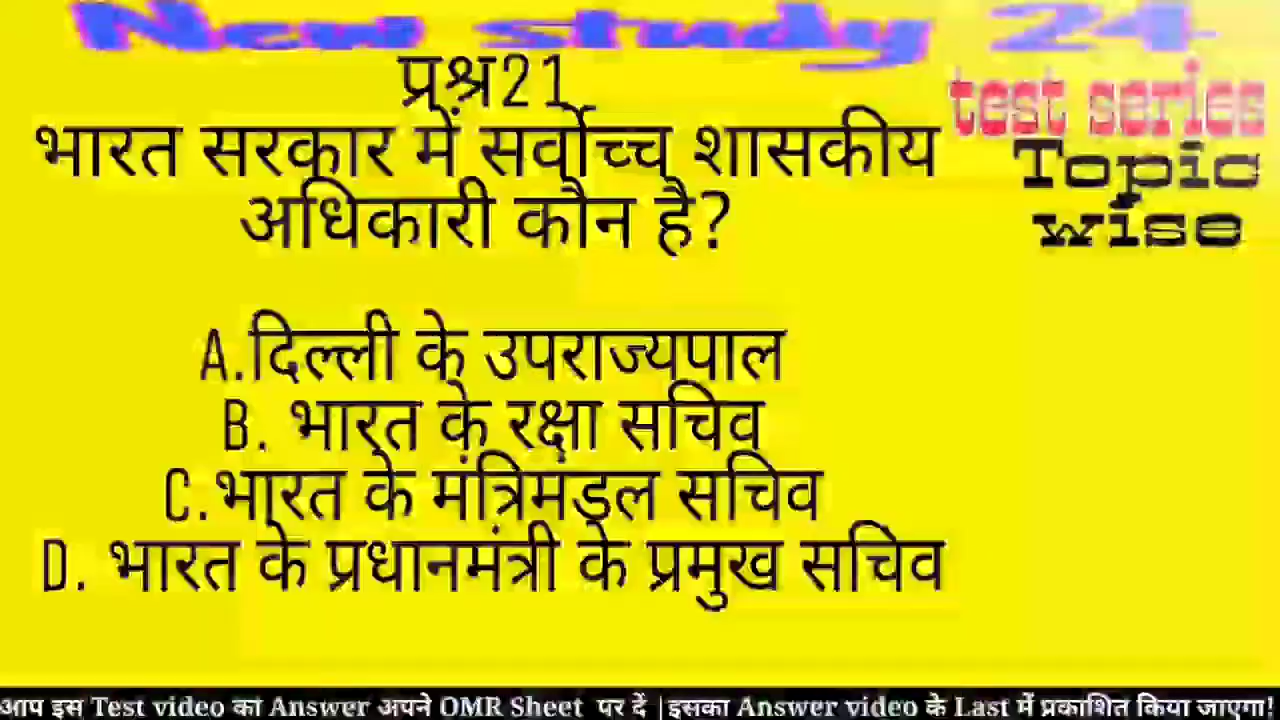 New study 24
test series
Topic
wise
प्रश्न21
भारत सरकार में सर्वोच्च शासकीय
अधिकारी कौन है?
A.दिल्ली के उपराज्यपाल
B. भारत के रक्षा सचिव
C.भारत के मंत्रिमंडल सचिव
D. भारत के प्रधानमंत्री के प्रमुख सचिव
आप इस Test video का Answer अपने OMR Sheet पर दें |इसका Answer video के Last में प्रकाशित किया जाएगा!